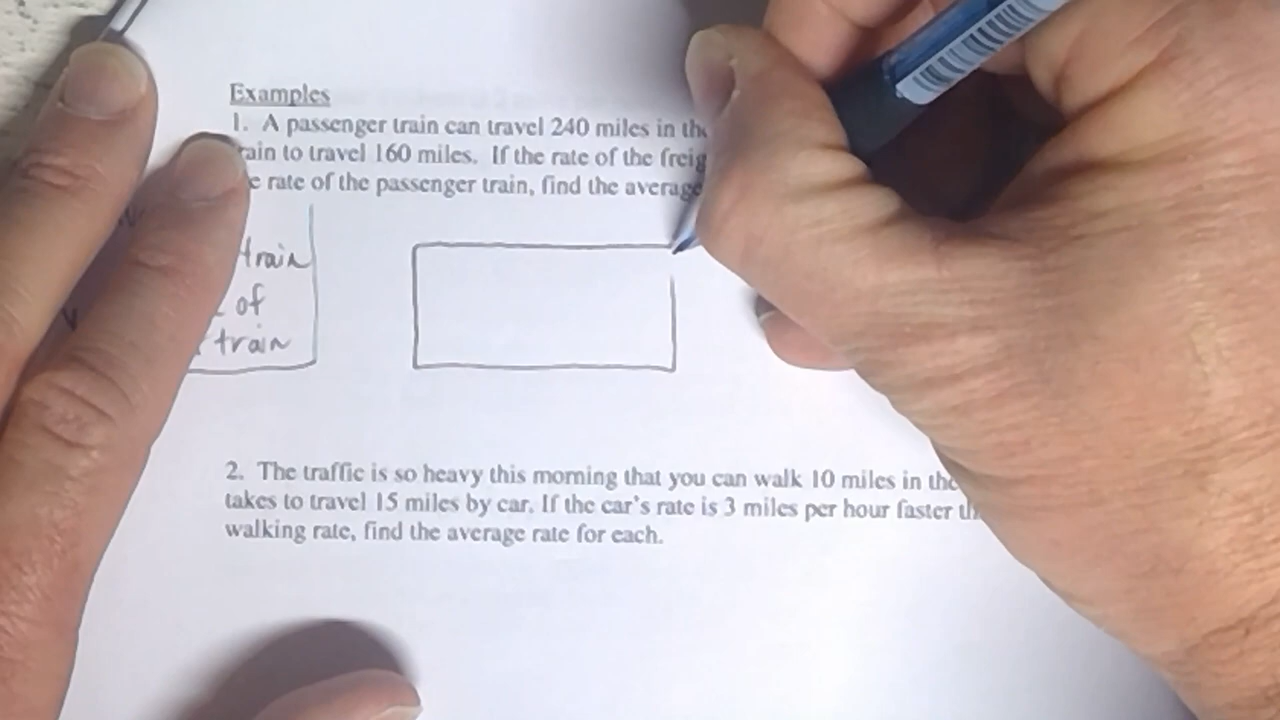 Examples
1. A passenger train can travel 240 miles in the
rain to travel 160 miles. If the rate of the freig
e rate of the passenger train, find the average
train
of
train
2. The traffic is so heavy this morning that you can walk 10 miles in the
takes to travel 15 miles by car. If the car's rate is 3 miles per hour faster th
walking rate, find the average rate for each.